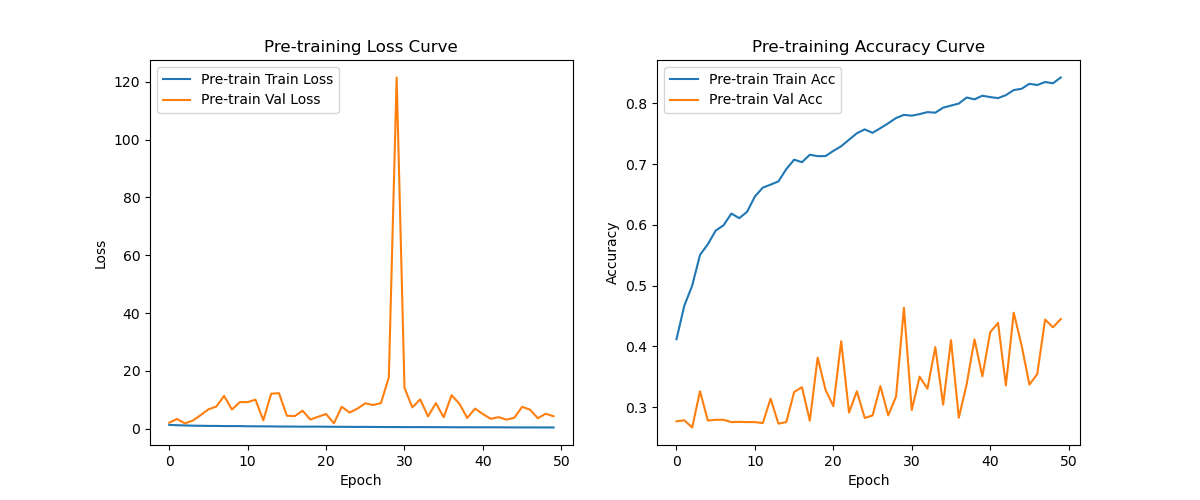 Pre-training Loss Curve
Pre-train Train Loss
Pre-train Val Loss
120
100
80
60
40
20
0
Loss
0 10 20 30 40 50
Epoch
Pre-training Accuracy Curve
Pre-train Train Acc
Pre-train Val Acc
0.8
0.7
0.6
0.5
0.4
0.3
Accuracy
0 10 20 30 40 50
Epoch